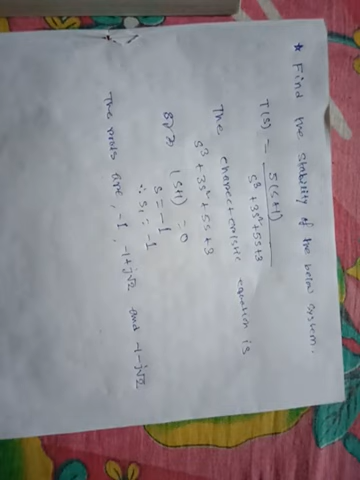 * Find the stability of the below system.
T(s) = 5(s+1) / s³+3s²+5s+3
The characteristic equation is
s³+3s²+5s+3
(s+1) = 0
s = -1
∴ s₁ = -1
The roots are, -1, -1+j√2 and -1-j√2